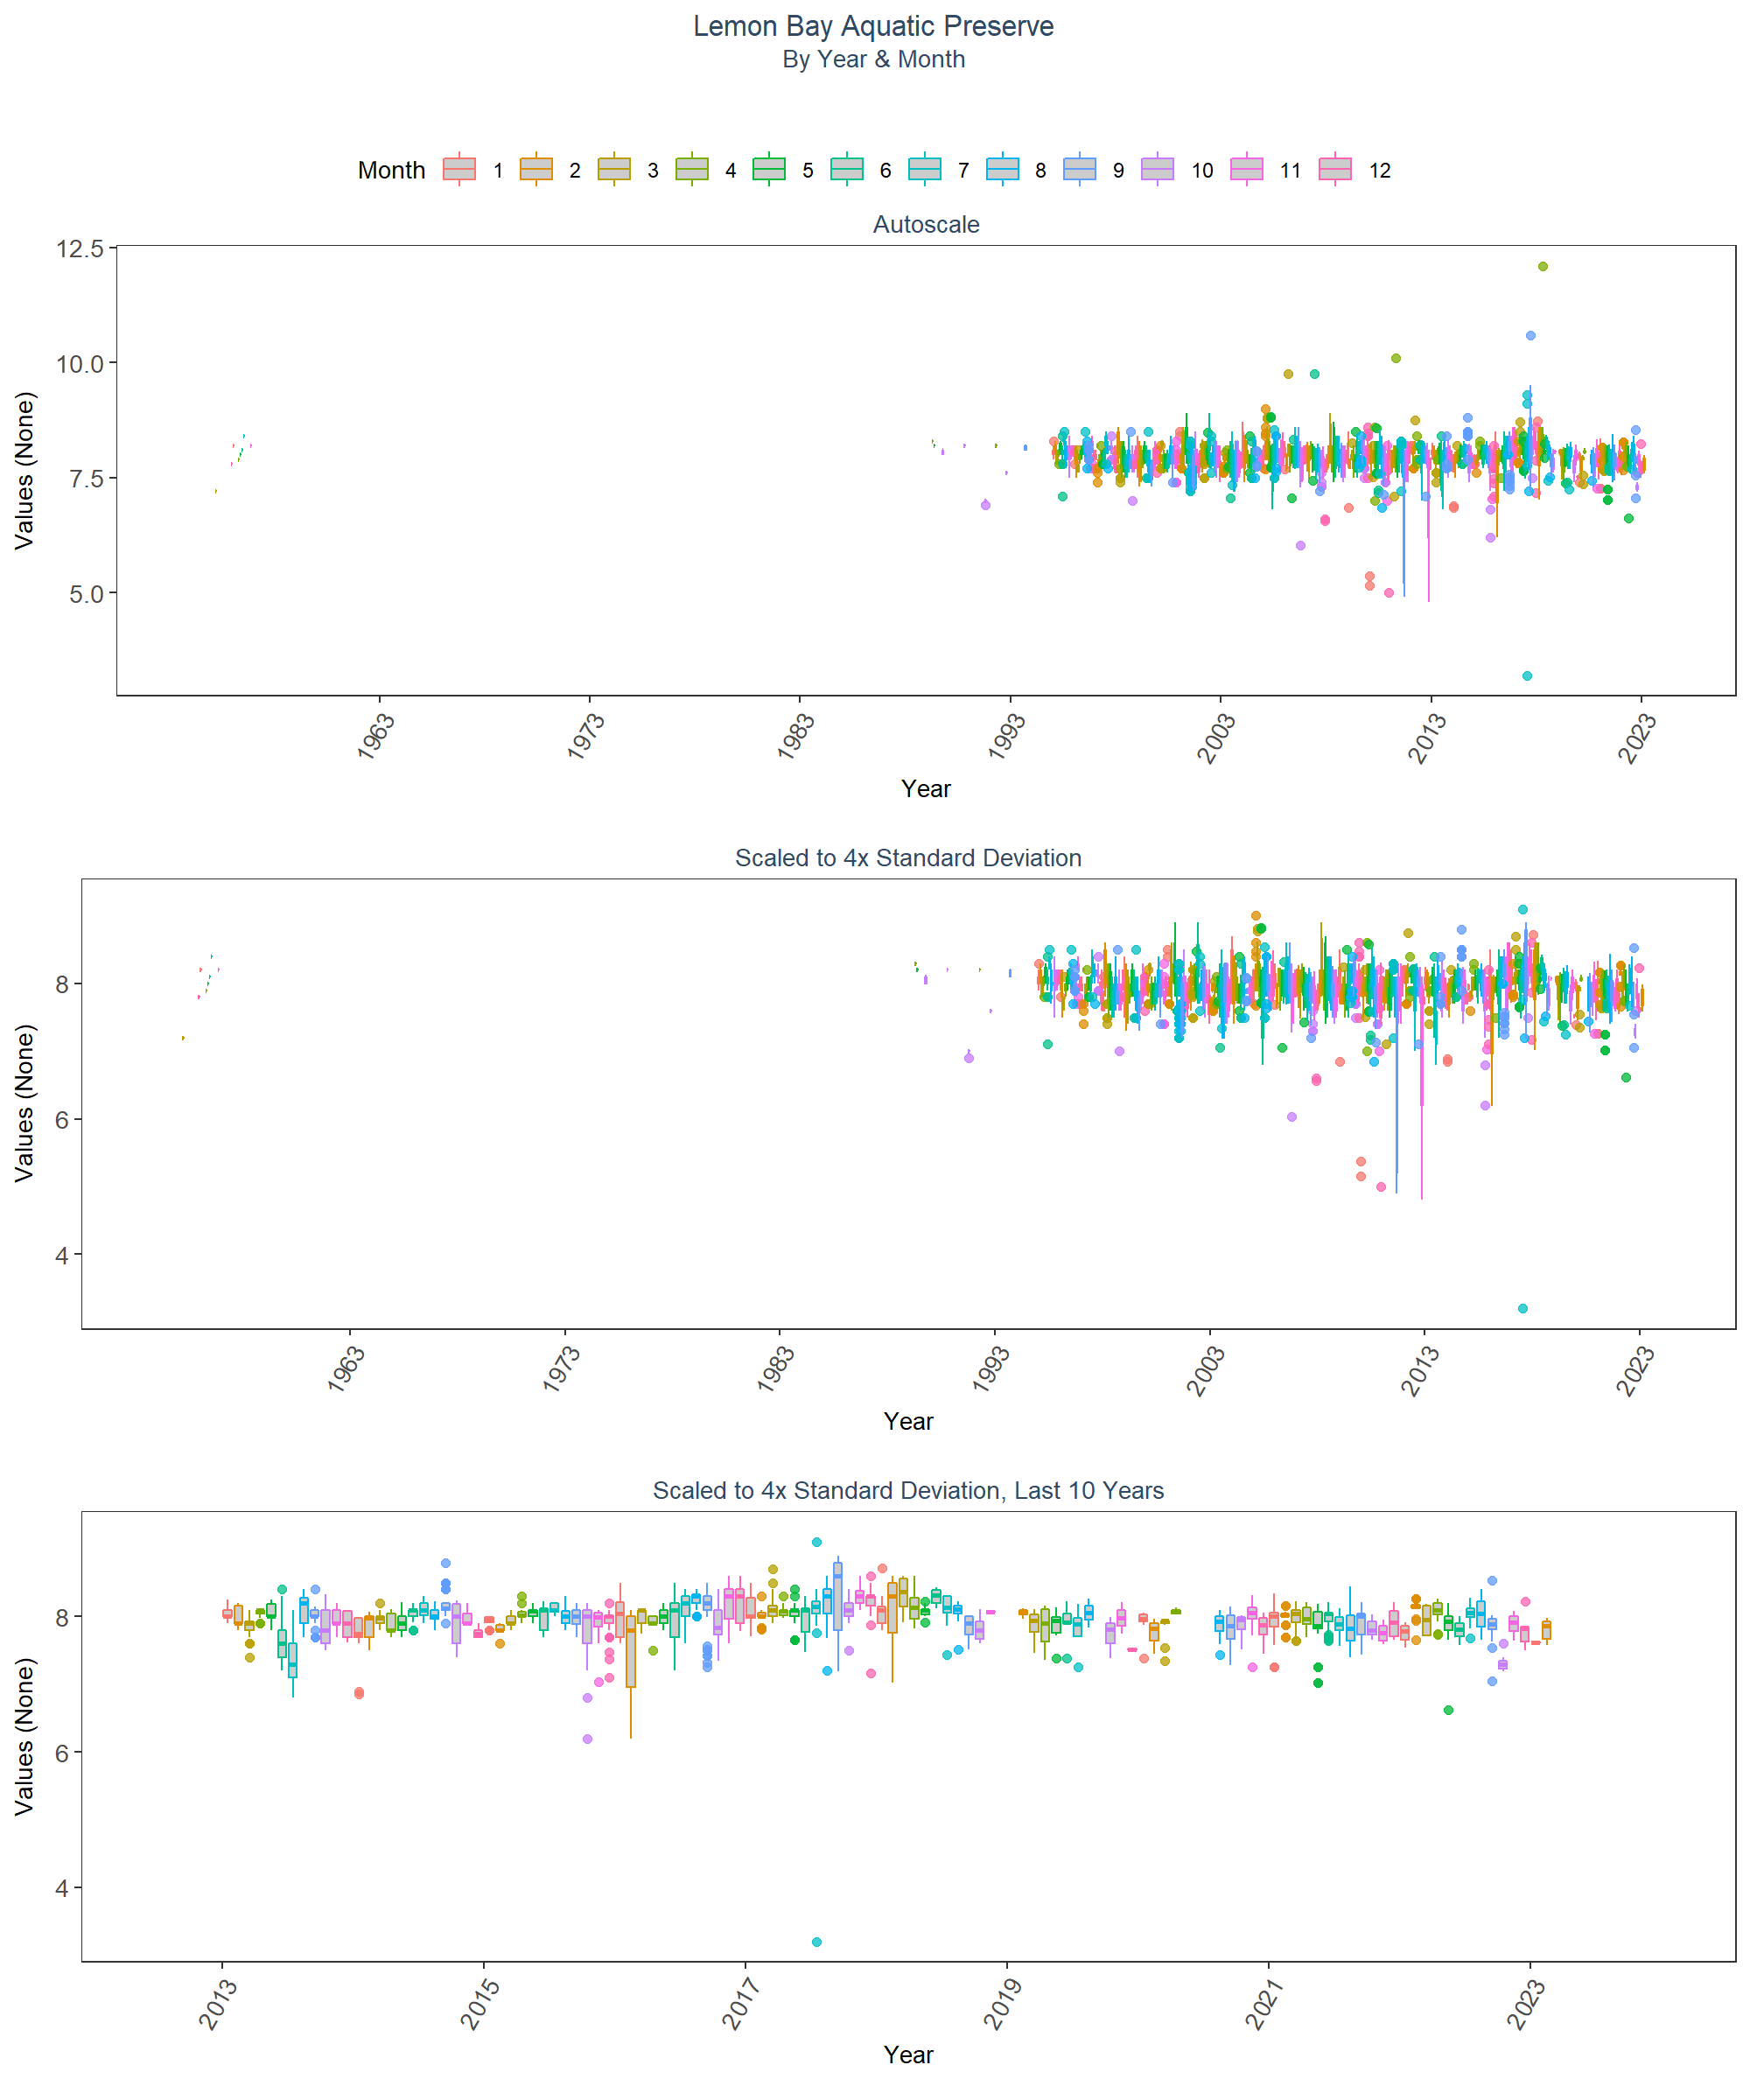 Lemon Bay Aquatic Preserve
By Year & Month
Month 1 2 3 4 5 6 7 8 9 10 11 12
Autoscale
12.5
10.0
7.5
5.0
Values (None)
1963 1973 1983 1993 2003 2013 2023
Year
Scaled to 4x Standard Deviation
8
6
4
Values (None)
1963 1973 1983 1993 2003 2013 2023
Year
Scaled to 4x Standard Deviation, Last 10 Years
8
6
4
Values (None)
2013 2015 2017 2019 2021 2023
Year